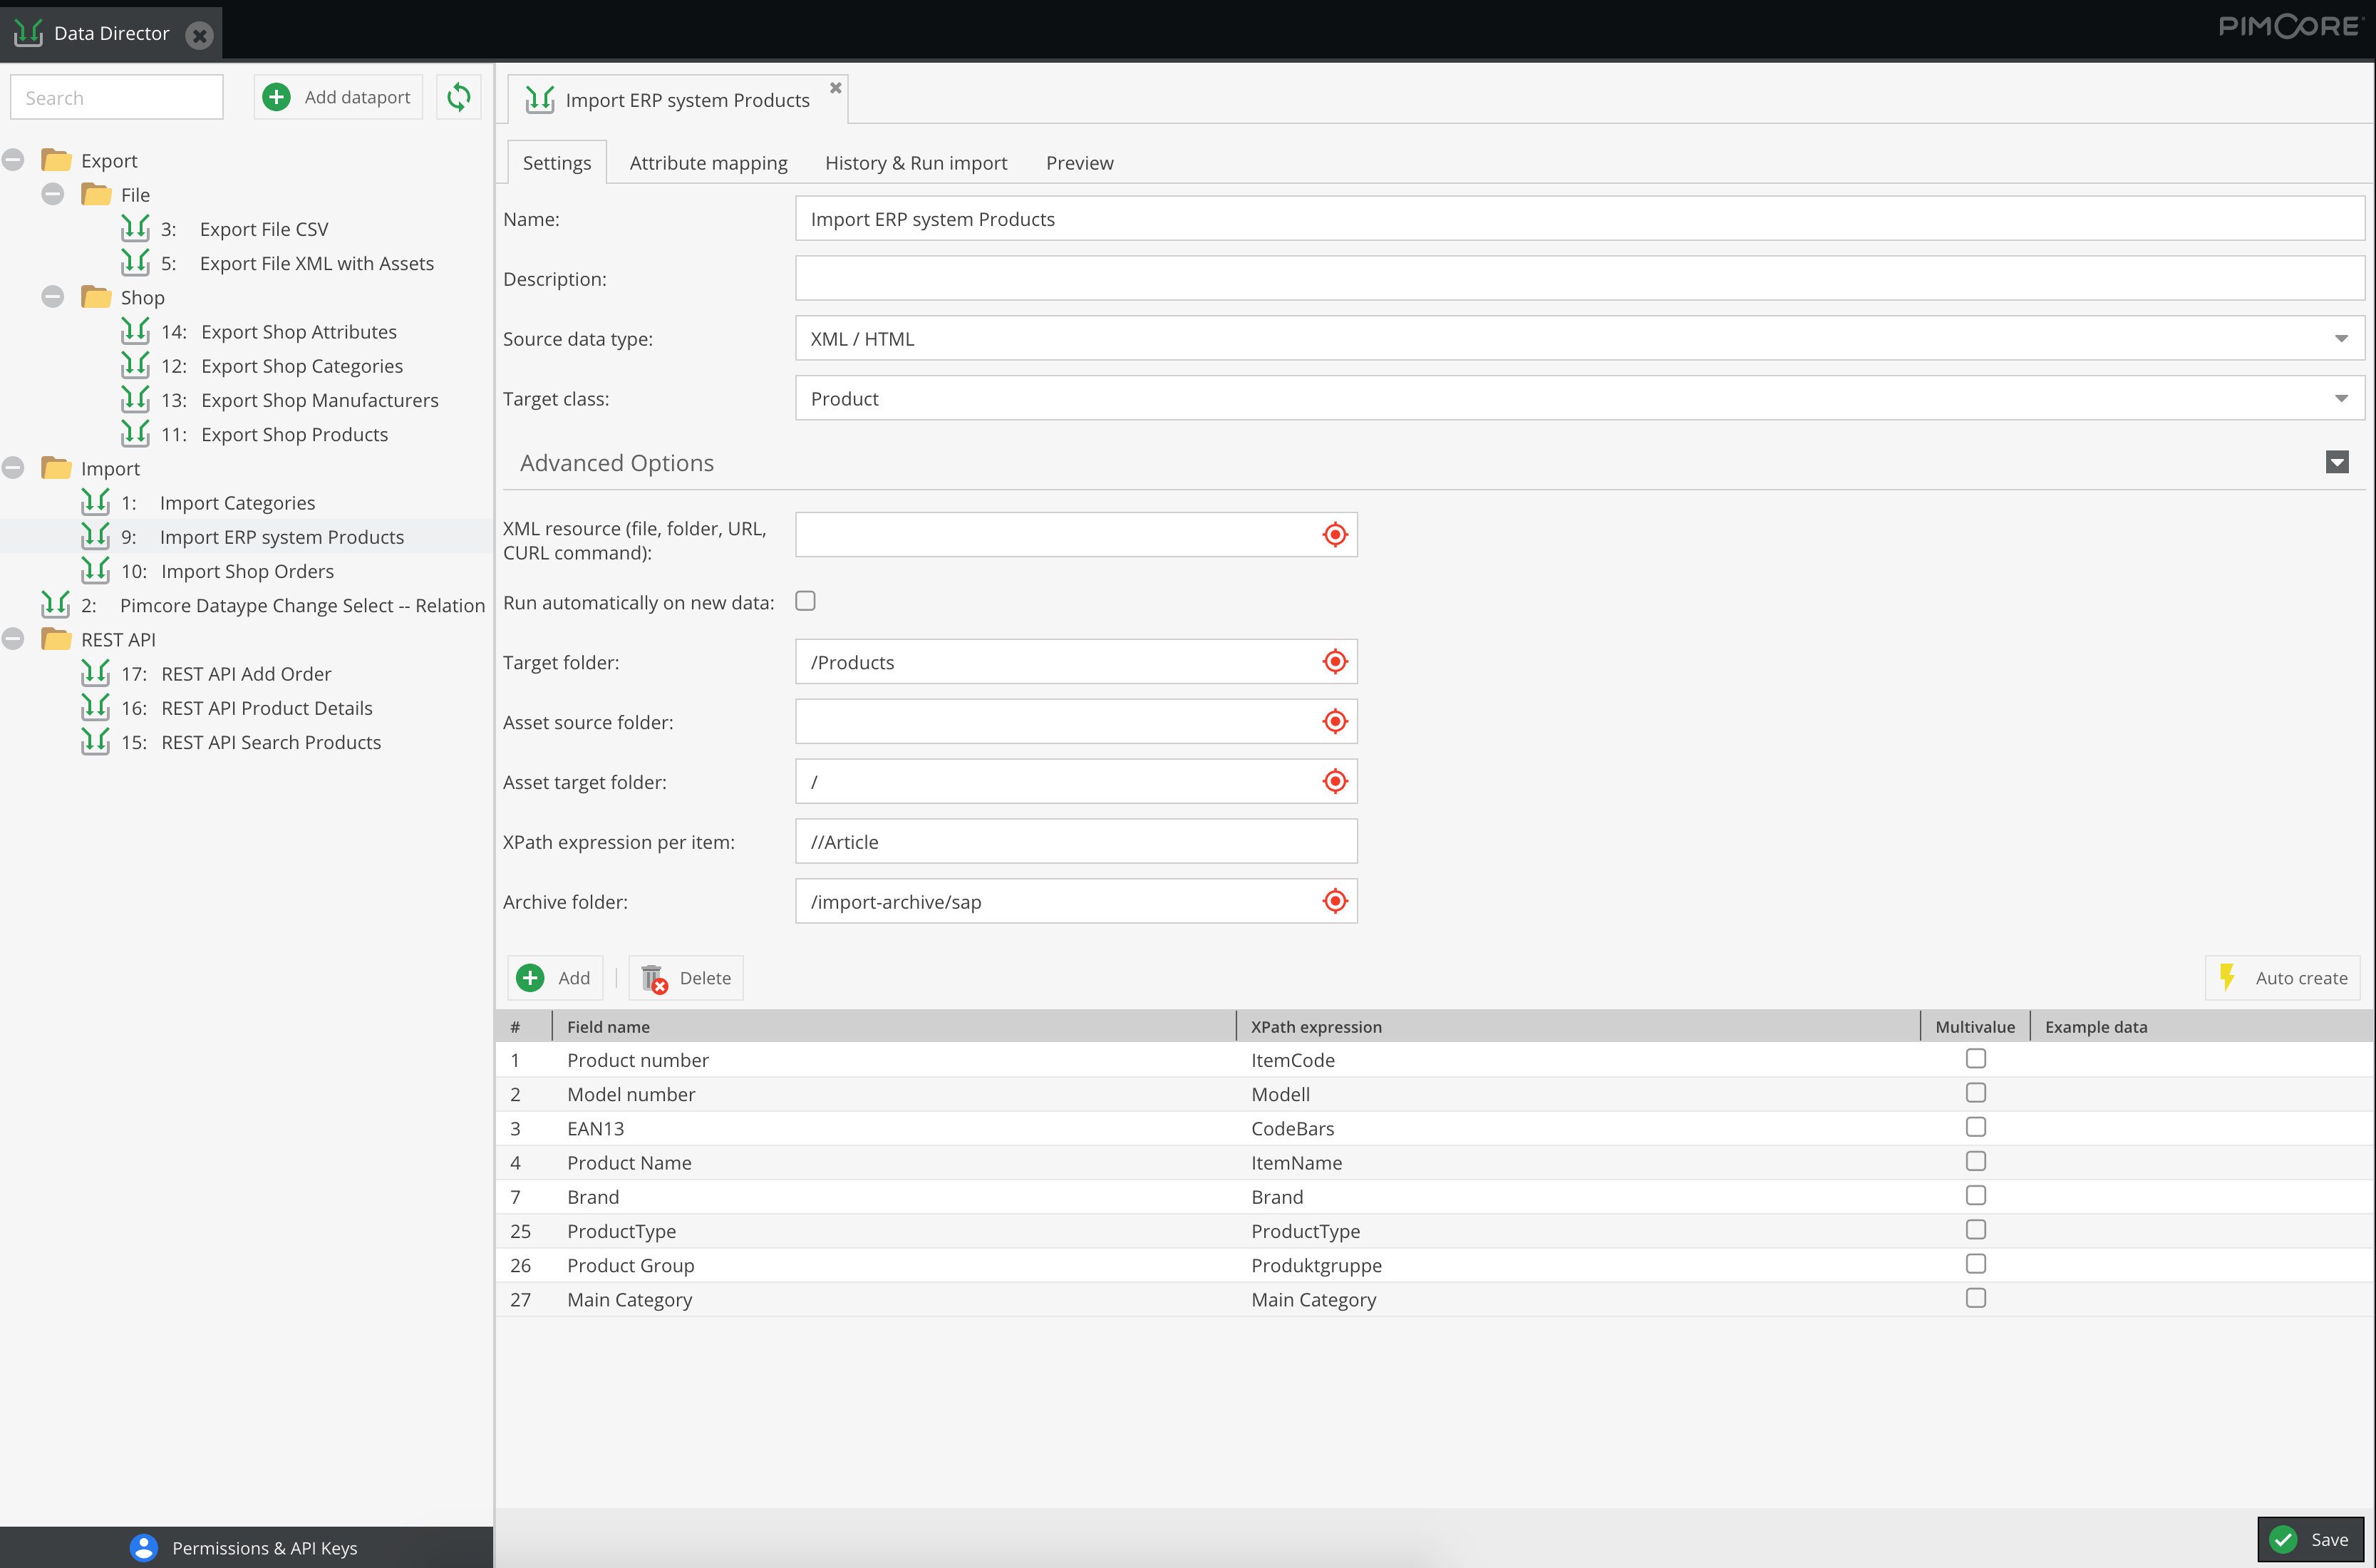 Data Director
PIMCORE
Search
Add dataport
Export
File
3: Export File CSV
5: Export File XML with Assets
Shop
14: Export Shop Attributes
12: Export Shop Categories
13: Export Shop Manufacturers
11: Export Shop Products
Import
1: Import Categories
9: Import ERP system Products
10: Import Shop Orders
2: Pimcore Dataype Change Select -- Relation
REST API
17: REST API Add Order
16: REST API Product Details
15: REST API Search Products
Permissions & API Keys
Import ERP system Products
Settings Attribute mapping History & Run import Preview
Name: Import ERP system Products
Description:
Source data type: XML / HTML
Target class: Product
Advanced Options
XML resource (file, folder, URL,
CURL command):
Run automatically on new data:
Target folder: /Products
Asset source folder:
Asset target folder: /
XPath expression per item: //Article
Archive folder: /import-archive/sap
Add Delete Auto create
# Field name XPath expression Multivalue Example data
1 Product number ItemCode
2 Model number Modell
3 EAN13 CodeBars
4 Product Name ItemName
7 Brand Brand
25 ProductType ProductType
26 Product Group Produktgruppe
27 Main Category Main Category
Save